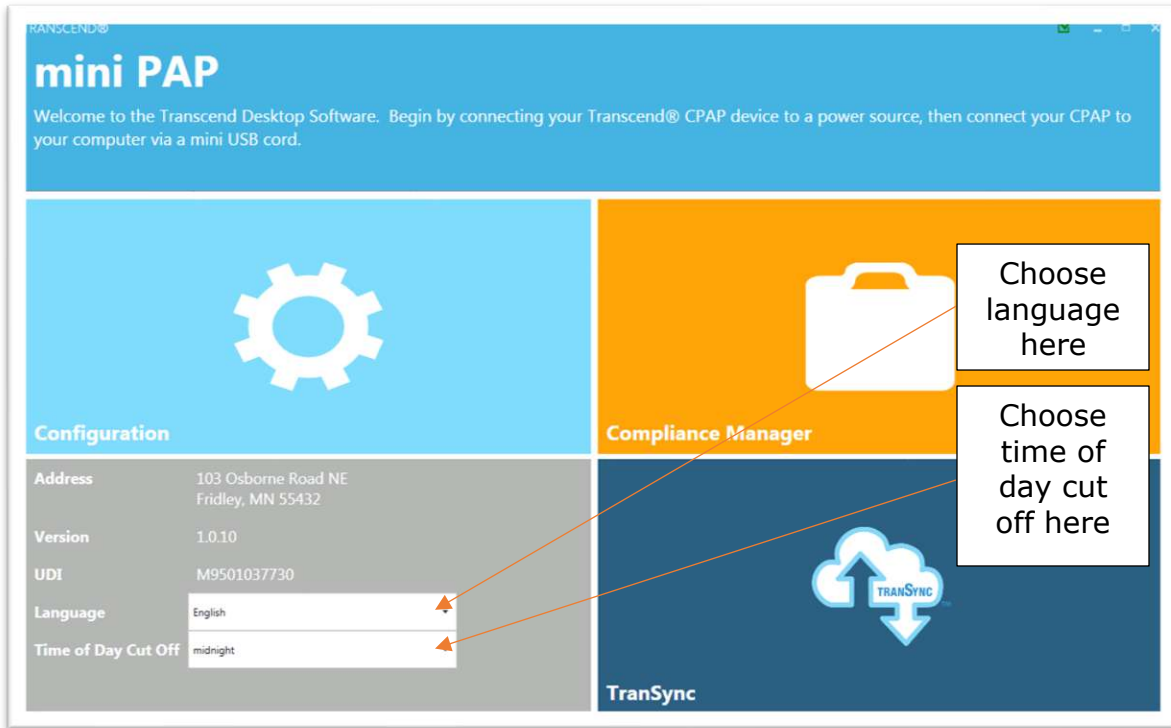 TRANSCEND®
mini PAP
Welcome to the Transcend Desktop Software. Begin by connecting your Transcend® CPAP device to a power source, then connect your CPAP to
your computer via a mini USB cord.
Configuration
Compliance Manager
Choose
language
here
Choose
time of
day cut
off here
Address 103 Osborne Road NE
Fridley, MN 55432
Version 1.0.10
UDI M9501037730
Language English
Time of Day Cut Off midnight
TRANSYNC
TranSync